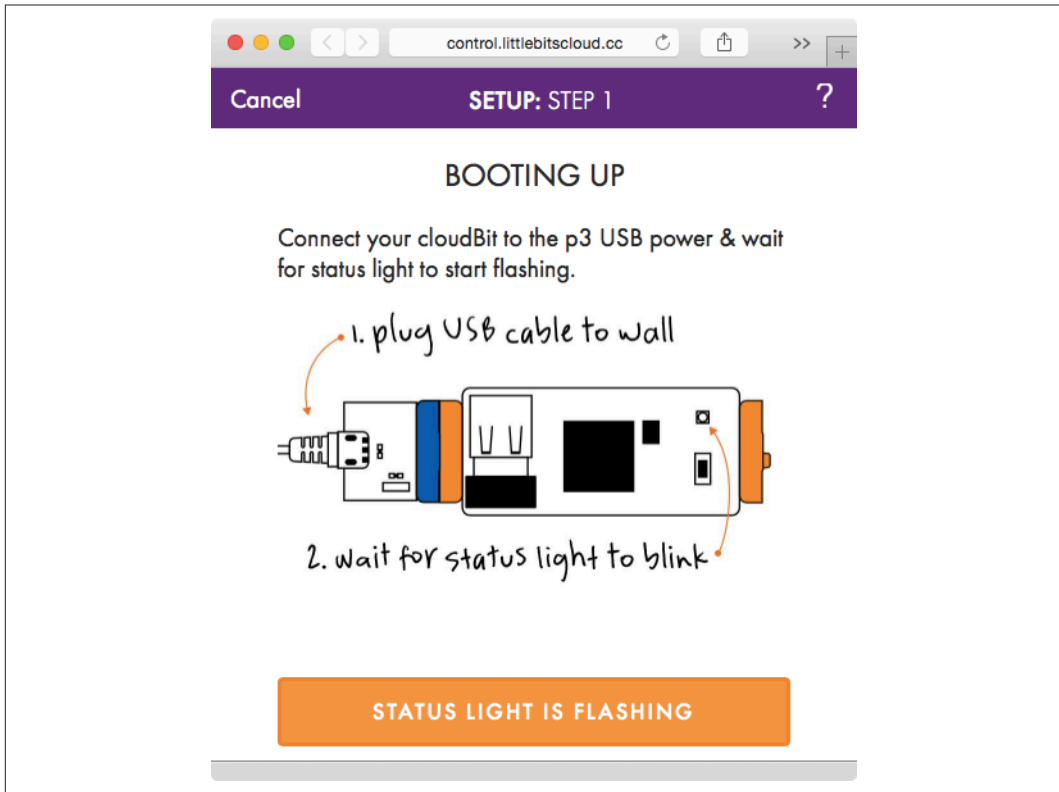 control.littlebitscloud.cc
Cancel SETUP: STEP 1 ?
BOOTING UP
Connect your cloudBit to the p3 USB power & wait
for status light to start flashing.
1. plug USB cable to wall
2. wait for status light to blink
STATUS LIGHT IS FLASHING